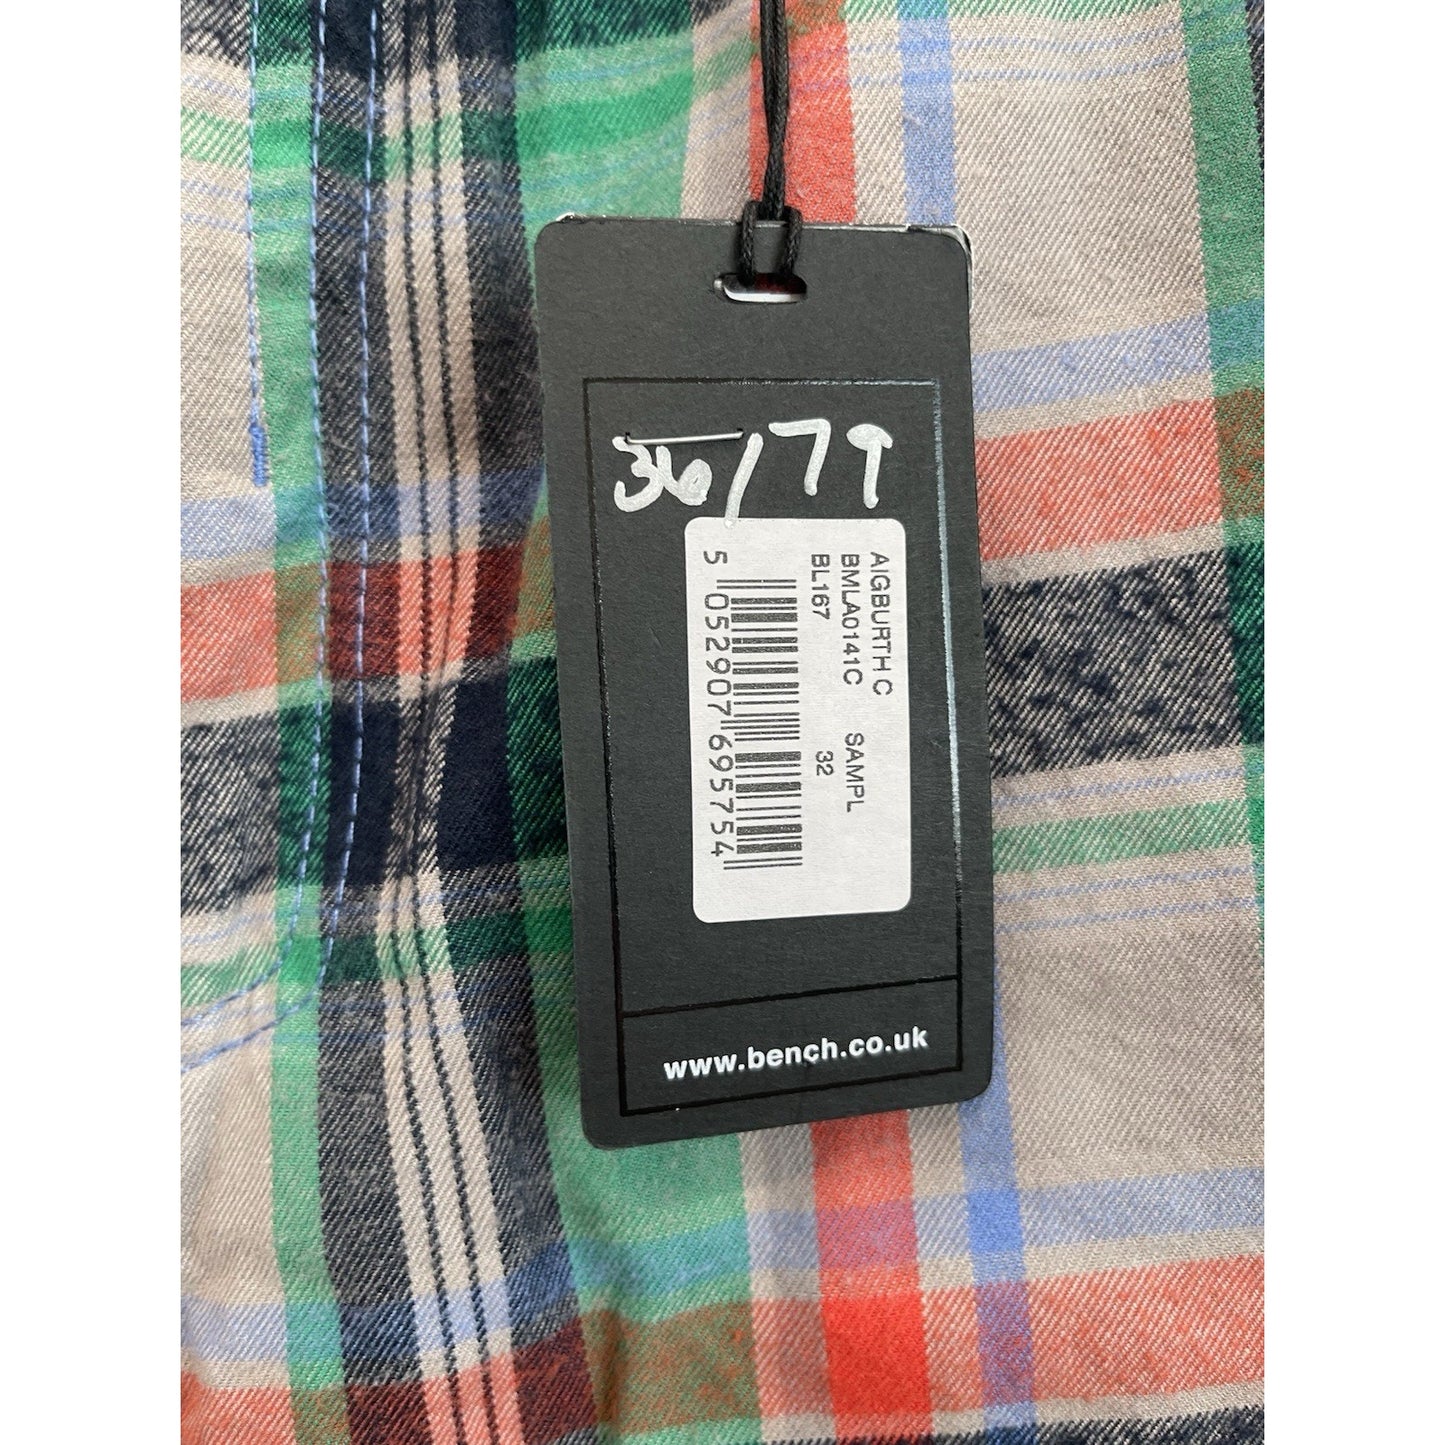 36/79
AIGBURTH C
BMLA0141C SAMPL
BL167 32
5 052907 695754
www.bench.co.uk